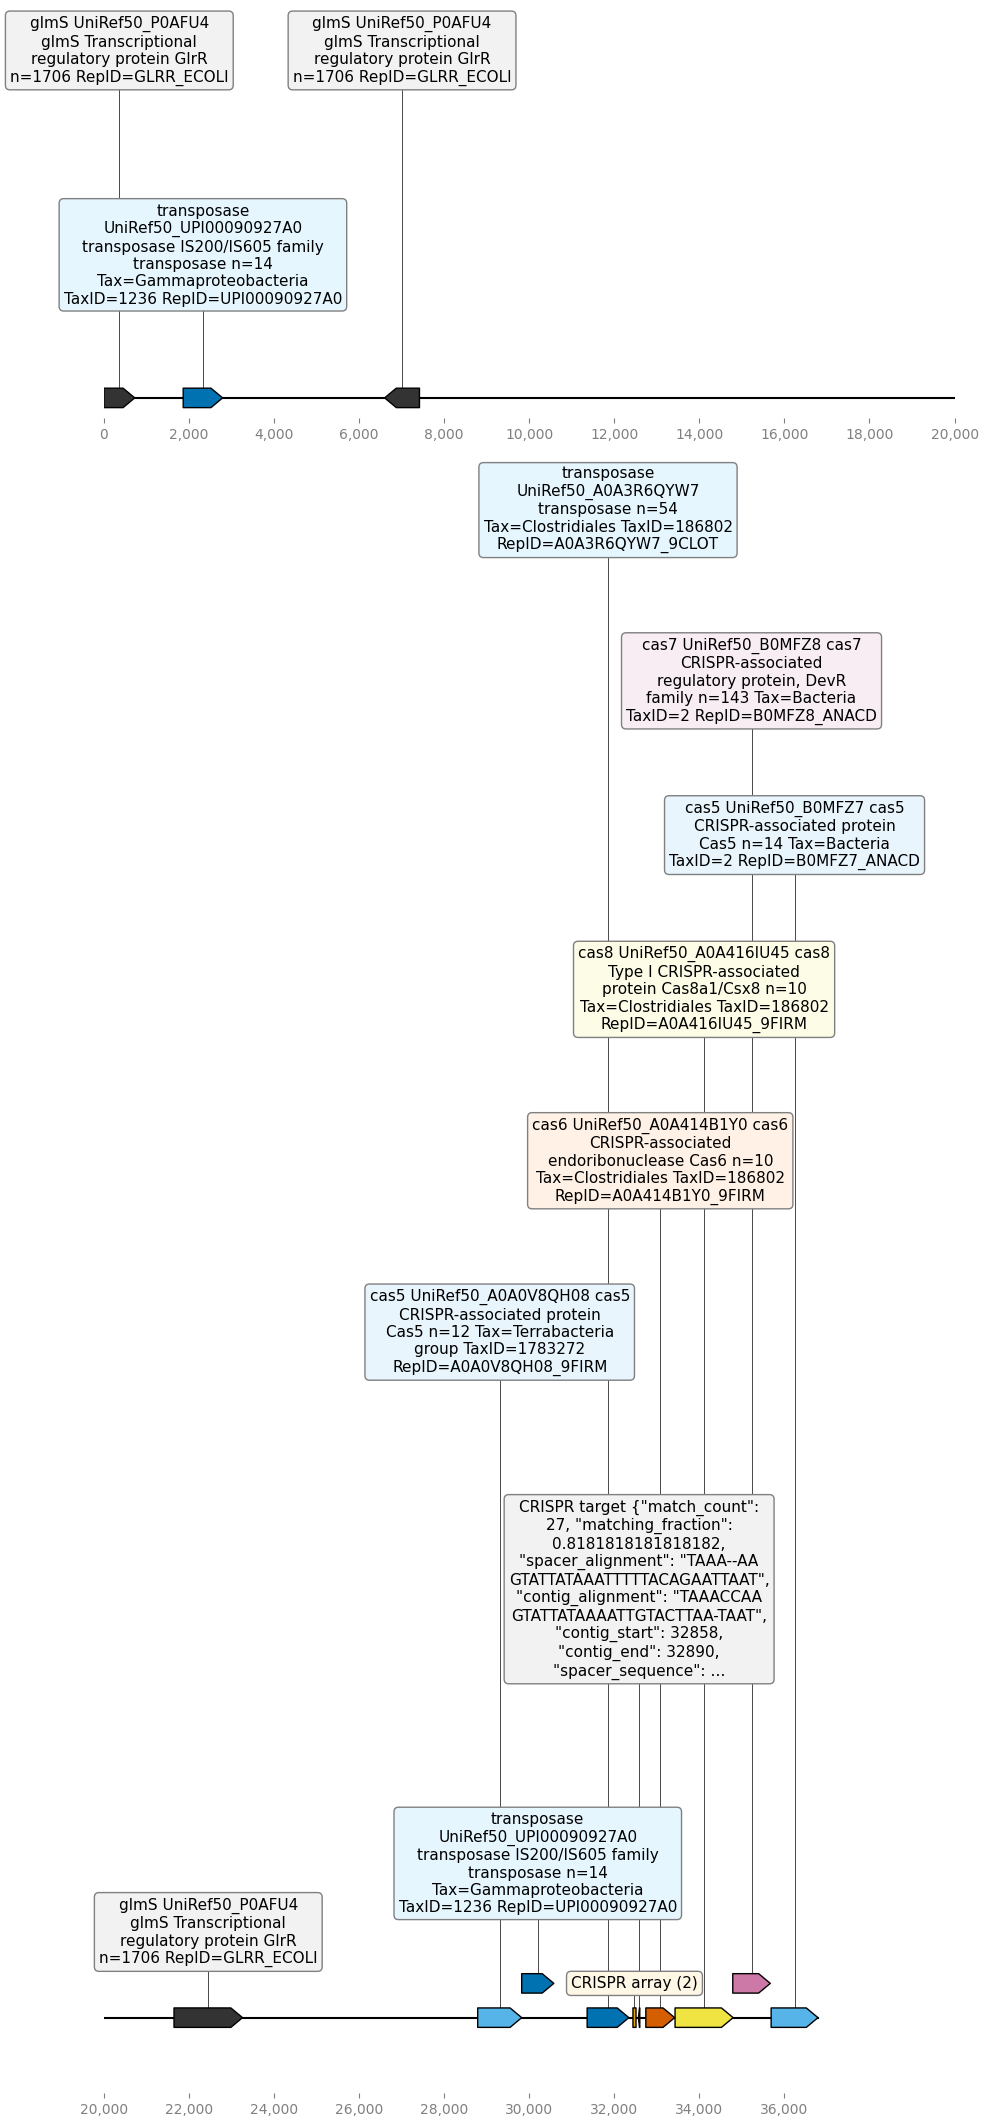 glmS UniRef50_P0AFU4
glmS Transcriptional
regulatory protein GlrR
n=1706 RepID=GLRR_ECOLI
glmS UniRef50_P0AFU4
glmS Transcriptional
regulatory protein GlrR
n=1706 RepID=GLRR_ECOLI
transposase
UniRef50_UPI00090927A0
transposase IS200/IS605 family
transposase n=14
Tax=Gammaproteobacteria
TaxID=1236 RepID=UPI00090927A0
0 2,000 4,000 6,000 8,000 10,000 12,000 14,000 16,000 18,000 20,000
transposase
UniRef50_A0A3R6QYW7
transposase n=54
Tax=Clostridiales TaxID=186802
RepID=A0A3R6QYW7_9CLOT
cas7 UniRef50_B0MFZ8 cas7
CRISPR-associated
regulatory protein, DevR
family n=143 Tax=Bacteria
TaxID=2 RepID=B0MFZ8_ANACD
cas5 UniRef50_B0MFZ7 cas5
CRISPR-associated protein
Cas5 n=14 Tax=Bacteria
TaxID=2 RepID=B0MFZ7_ANACD
cas8 UniRef50_A0A416IU45 cas8
Type I CRISPR-associated
protein Cas8a1/Csx8 n=10
Tax=Clostridiales TaxID=186802
RepID=A0A416IU45_9FIRM
cas6 UniRef50_A0A414B1Y0 cas6
CRISPR-associated
endoribonuclease Cas6 n=10
Tax=Clostridiales TaxID=186802
RepID=A0A414B1Y0_9FIRM
cas5 UniRef50_A0A0V8QH08 cas5
CRISPR-associated protein
Cas5 n=12 Tax=Terrabacteria
group TaxID=1783272
RepID=A0A0V8QH08_9FIRM
CRISPR target {"match_count":
27, "matching_fraction":
0.8181818181818182,
"spacer_alignment": "TAAA--AA
GTATTATAAATTTTTACAGAATTAAT",
"contig_alignment": "TAAACCAA
GTATTATAAAATTGTACTTAA-TAAT",
"contig_start": 32858,
"contig_end": 32890,
"spacer_sequence": ...
transposase
UniRef50_UPI00090927A0
transposase IS200/IS605 family
transposase n=14
Tax=Gammaproteobacteria
TaxID=1236 RepID=UPI00090927A0
glmS UniRef50_P0AFU4
glmS Transcriptional
regulatory protein GlrR
n=1706 RepID=GLRR_ECOLI
CRISPR array (2)
20,000 22,000 24,000 26,000 28,000 30,000 32,000 34,000 36,000